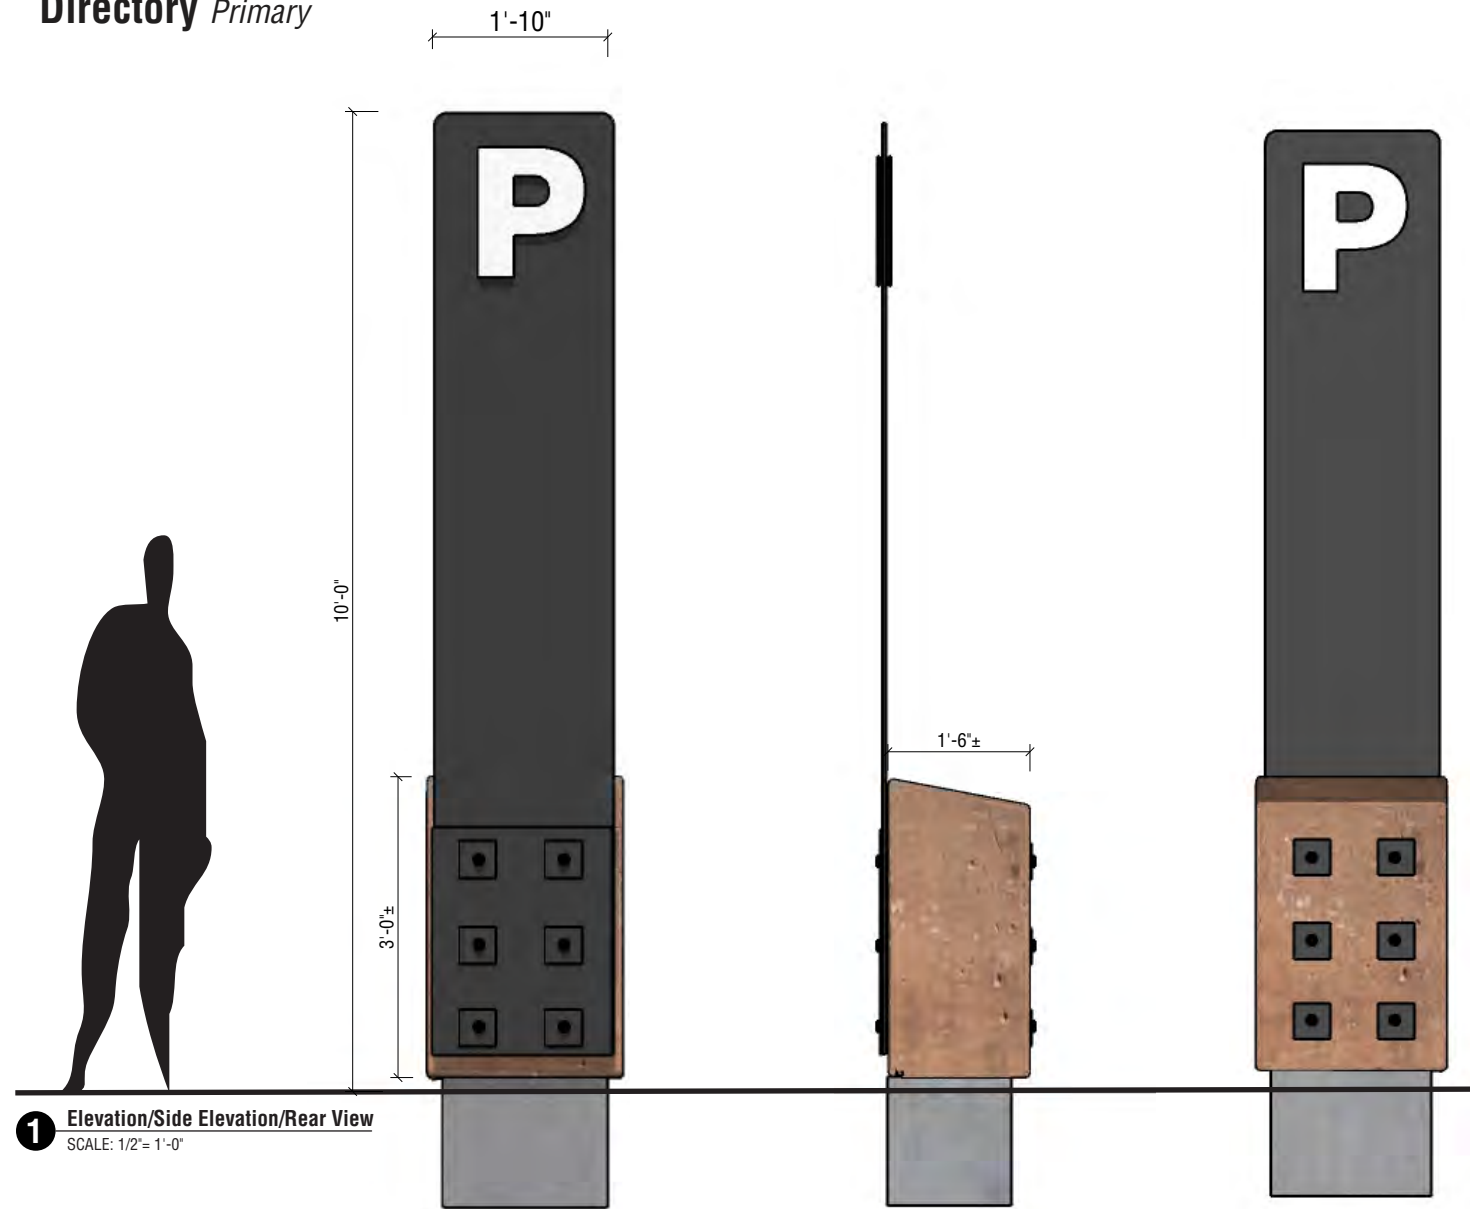 Directory Primary
1'-10"
P
P
10'-0"
1'-6"±
3'-0"±
1 Elevation/Side Elevation/Rear View
SCALE: 1/2"= 1'-0"